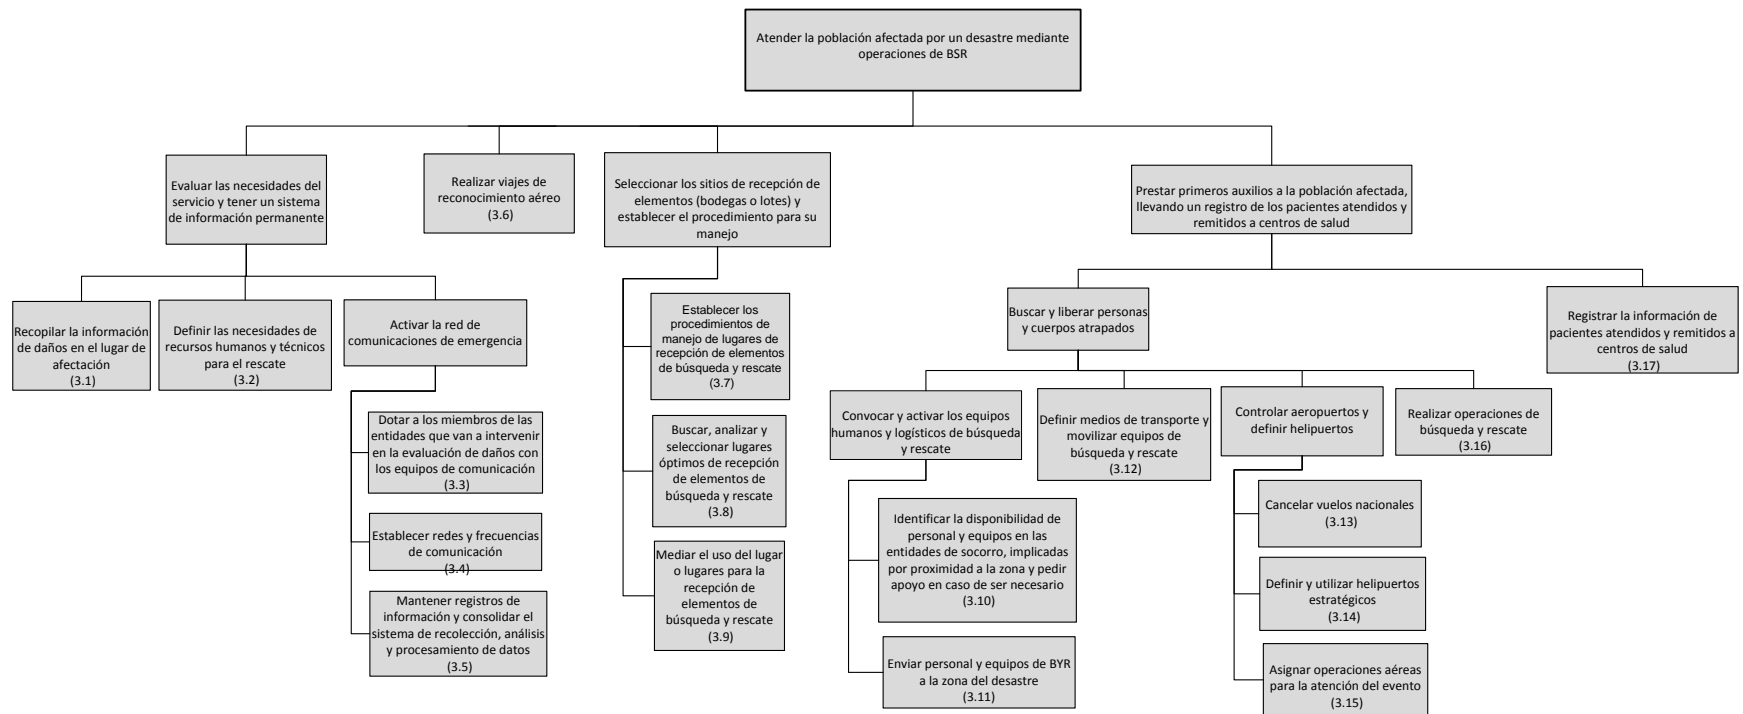 Atender la población afectada por un desastre mediante
operaciones de BSR
Evaluar las necesidades del
servicio y tener un sistema
de información permanente
Realizar viajes de
reconocimiento aéreo
(3.6)
Seleccionar los sitios de recepción de
elementos (bodegas o lotes) y
establecer el procedimiento para su
manejo
Prestar primeros auxilios a la población afectada,
llevando un registro de los pacientes atendidos y
remitidos a centros de salud
Recopilar la información
de daños en el lugar de
afectación
(3.1)
Definir las necesidades de
recursos humanos y técnicos
para el rescate
(3.2)
Activar la red de
comunicaciones de emergencia
Dotar a los miembros de las
entidades que van a intervenir
en la evaluación de daños con
los equipos de comunicación
(3.3)
Establecer redes y frecuencias
de comunicación
(3.4)
Mantener registros de
información y consolidar el
sistema de recolección, análisis
y procesamiento de datos
(3.5)
Establecer los
procedimientos de
manejo de lugares de
recepción de elementos
de búsqueda y rescate
(3.7)
Buscar, analizar y
seleccionar lugares
óptimos de recepción
de elementos de
búsqueda y rescate
(3.8)
Mediar el uso del lugar
o lugares para la
recepción de
elementos de
búsqueda y rescate
(3.9)
Buscar y liberar personas
y cuerpos atrapados
Registrar la información de
pacientes atendidos y remitidos a
centros de salud
(3.17)
Convocar y activar los equipos
humanos y logísticos de búsqueda
y rescate
Definir medios de transporte y
movilizar equipos de
búsqueda y rescate
(3.12)
Controlar aeropuertos y
definir helipuertos
Realizar operaciones de
búsqueda y rescate
(3.16)
Identificar la disponibilidad de
personal y equipos en las
entidades de socorro, implicadas
por proximidad a la zona y pedir
apoyo en caso de ser necesario
(3.10)
Enviar personal y equipos de BYR
a la zona del desastre
(3.11)
Cancelar vuelos nacionales
(3.13)
Definir y utilizar helipuertos
estratégicos
(3.14)
Asignar operaciones aéreas
para la atención del evento
(3.15)